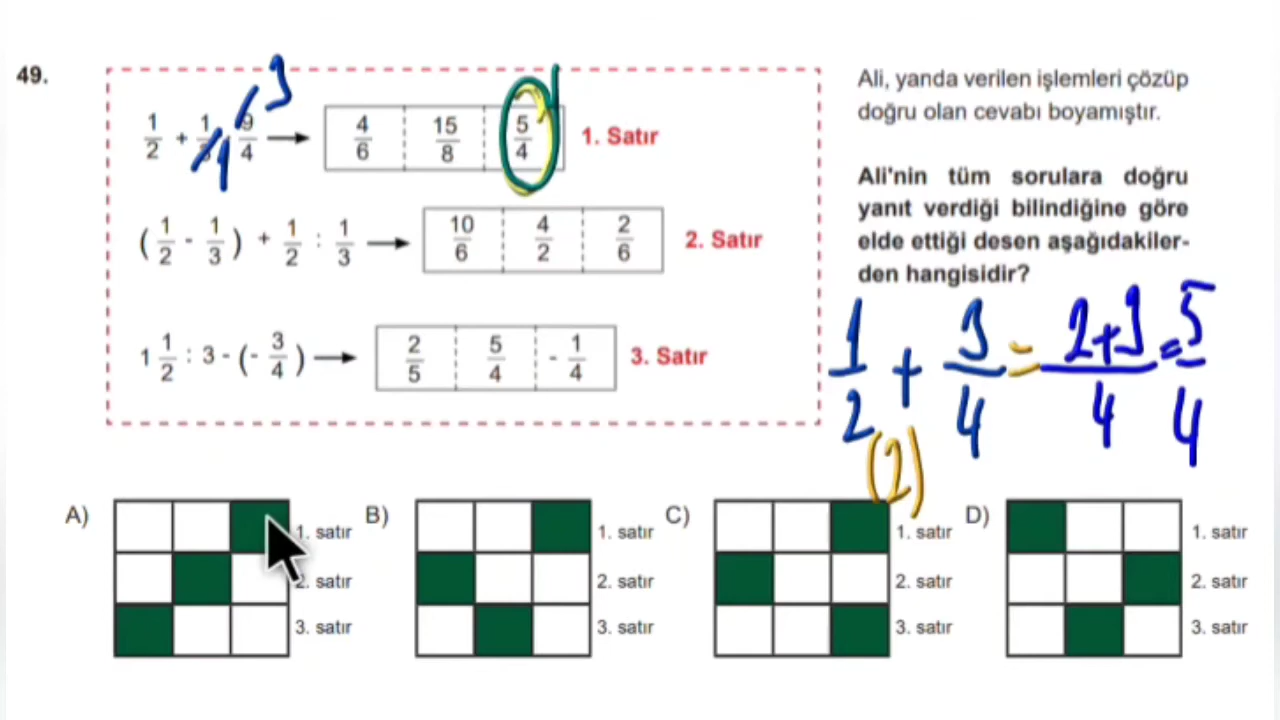 49.
1/2 + 1/3 · 9/4 → 4/6 15/8 5/4 1. Satır
3
1
(1/2 - 1/3) + 1/2 : 1/3 → 10/6 4/2 2/6 2. Satır
1 1/2 : 3 - (- 3/4) → 2/5 5/4 - 1/4 3. Satır
Ali, yanda verilen işlemleri çözüp
doğru olan cevabı boyamıştır.
Ali'nin tüm sorulara doğru
yanıt verdiği bilindiğine göre
elde ettiği desen aşağıdakiler-
den hangisidir?
1/2 + 3/4 = 2+3/4 = 5/4
(2)
A) 1. satır
2. satır
3. satır
B) 1. satır
2. satır
3. satır
C) 1. satır
2. satır
3. satır
D) 1. satır
2. satır
3. satır